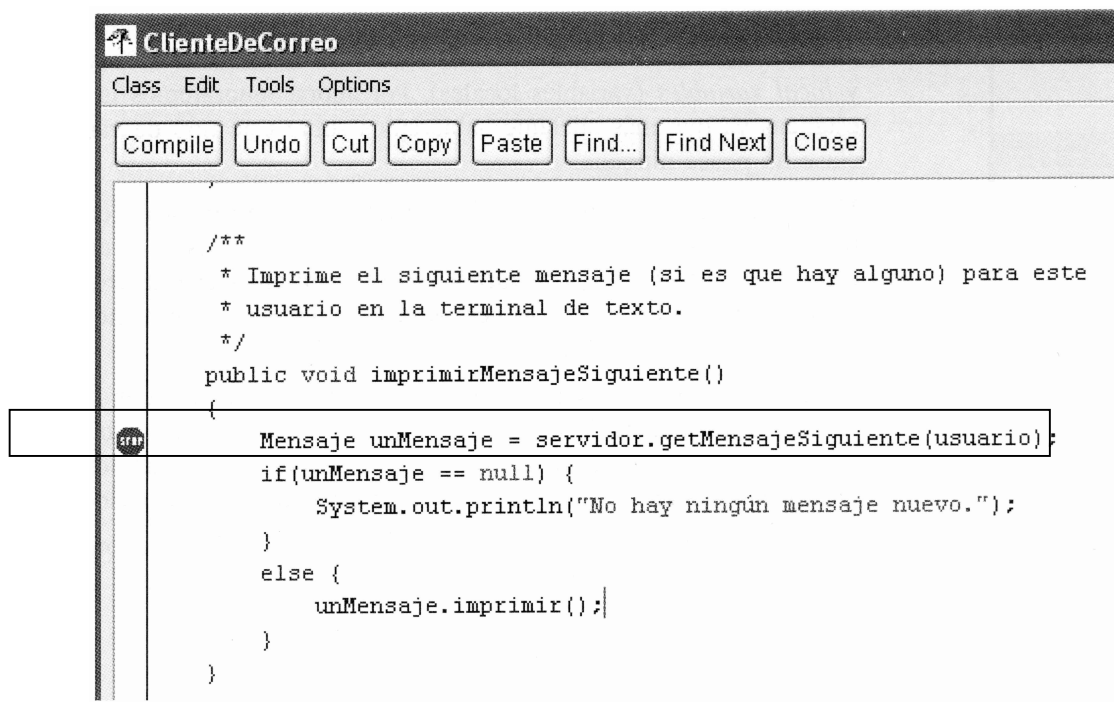 ClienteDeCorreo
Class Edit Tools Options
Compile Undo Cut Copy Paste Find... Find Next Close
}
/**
* Imprime el siguiente mensaje (si es que hay alguno) para este
* usuario en la terminal de texto.
*/
public void imprimirMensajeSiguiente()
{
STOP Mensaje unMensaje = servidor.getMensajeSiguiente(usuario);
if(unMensaje == null) {
System.out.println("No hay ningún mensaje nuevo.");
}
else {
unMensaje.imprimir();
}
}